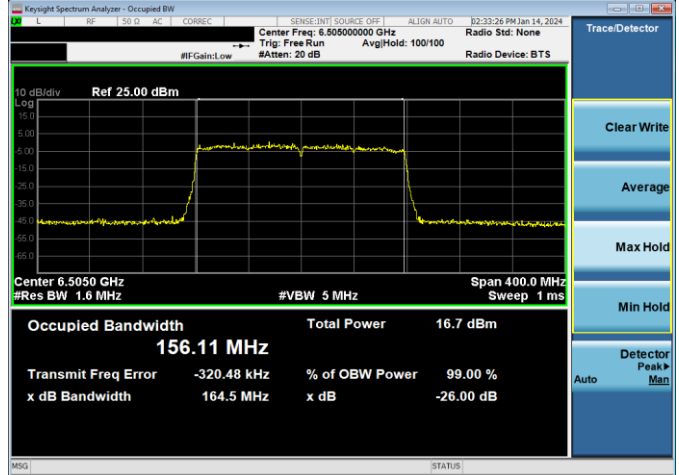 Keysight Spectrum Analyzer - Occupied BW
L RF 50 Ω AC CORREC SENSE:INT SOURCE OFF ALIGN AUTO 02:33:26 PM Jan 14, 2024
Center Freq: 6.505000000 GHz Radio Std: None
Trig: Free Run Avg|Hold: 100/100
#IFGain:Low #Atten: 20 dB Radio Device: BTS
Trace/Detector
10 dB/div Ref 25.00 dBm
Log
15.0
5.00
-5.00
-15.0
-25.0
-35.0
-45.0
-55.0
-65.0
Center 6.5050 GHz Span 400.0 MHz
#Res BW 1.6 MHz #VBW 5 MHz Sweep 1 ms
Occupied Bandwidth Total Power 16.7 dBm
156.11 MHz
Transmit Freq Error -320.48 kHz % of OBW Power 99.00 %
x dB Bandwidth 164.5 MHz x dB -26.00 dB
Clear Write
Average
Max Hold
Min Hold
Detector
Peak▶
Auto Man
MSG STATUS